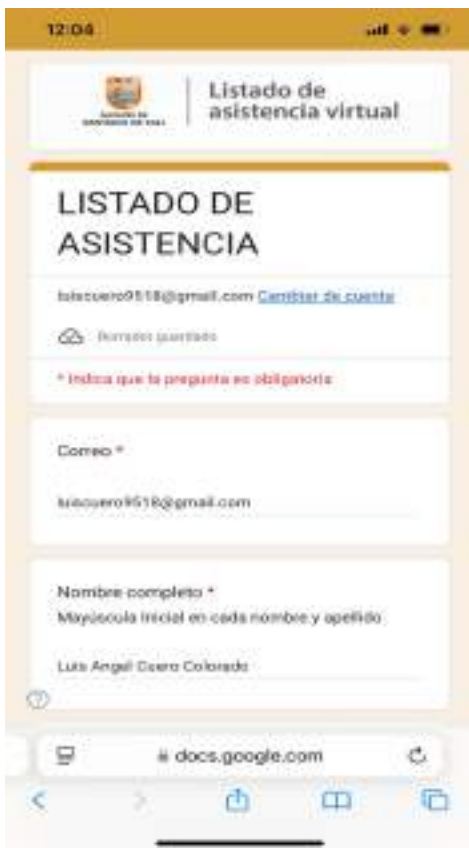 12:04
Listado de
asistencia virtual
LISTADO DE
ASISTENCIA
luiscuero9518@gmail.com Cambiar de cuenta
Borrador guardado
* Indica que la pregunta es obligatoria
Correo *
luiscuero9518@gmail.com
Nombre completo *
Mayúscula Inicial en cada nombre y apellido
Luis Angel Cuero Colorado
docs.google.com